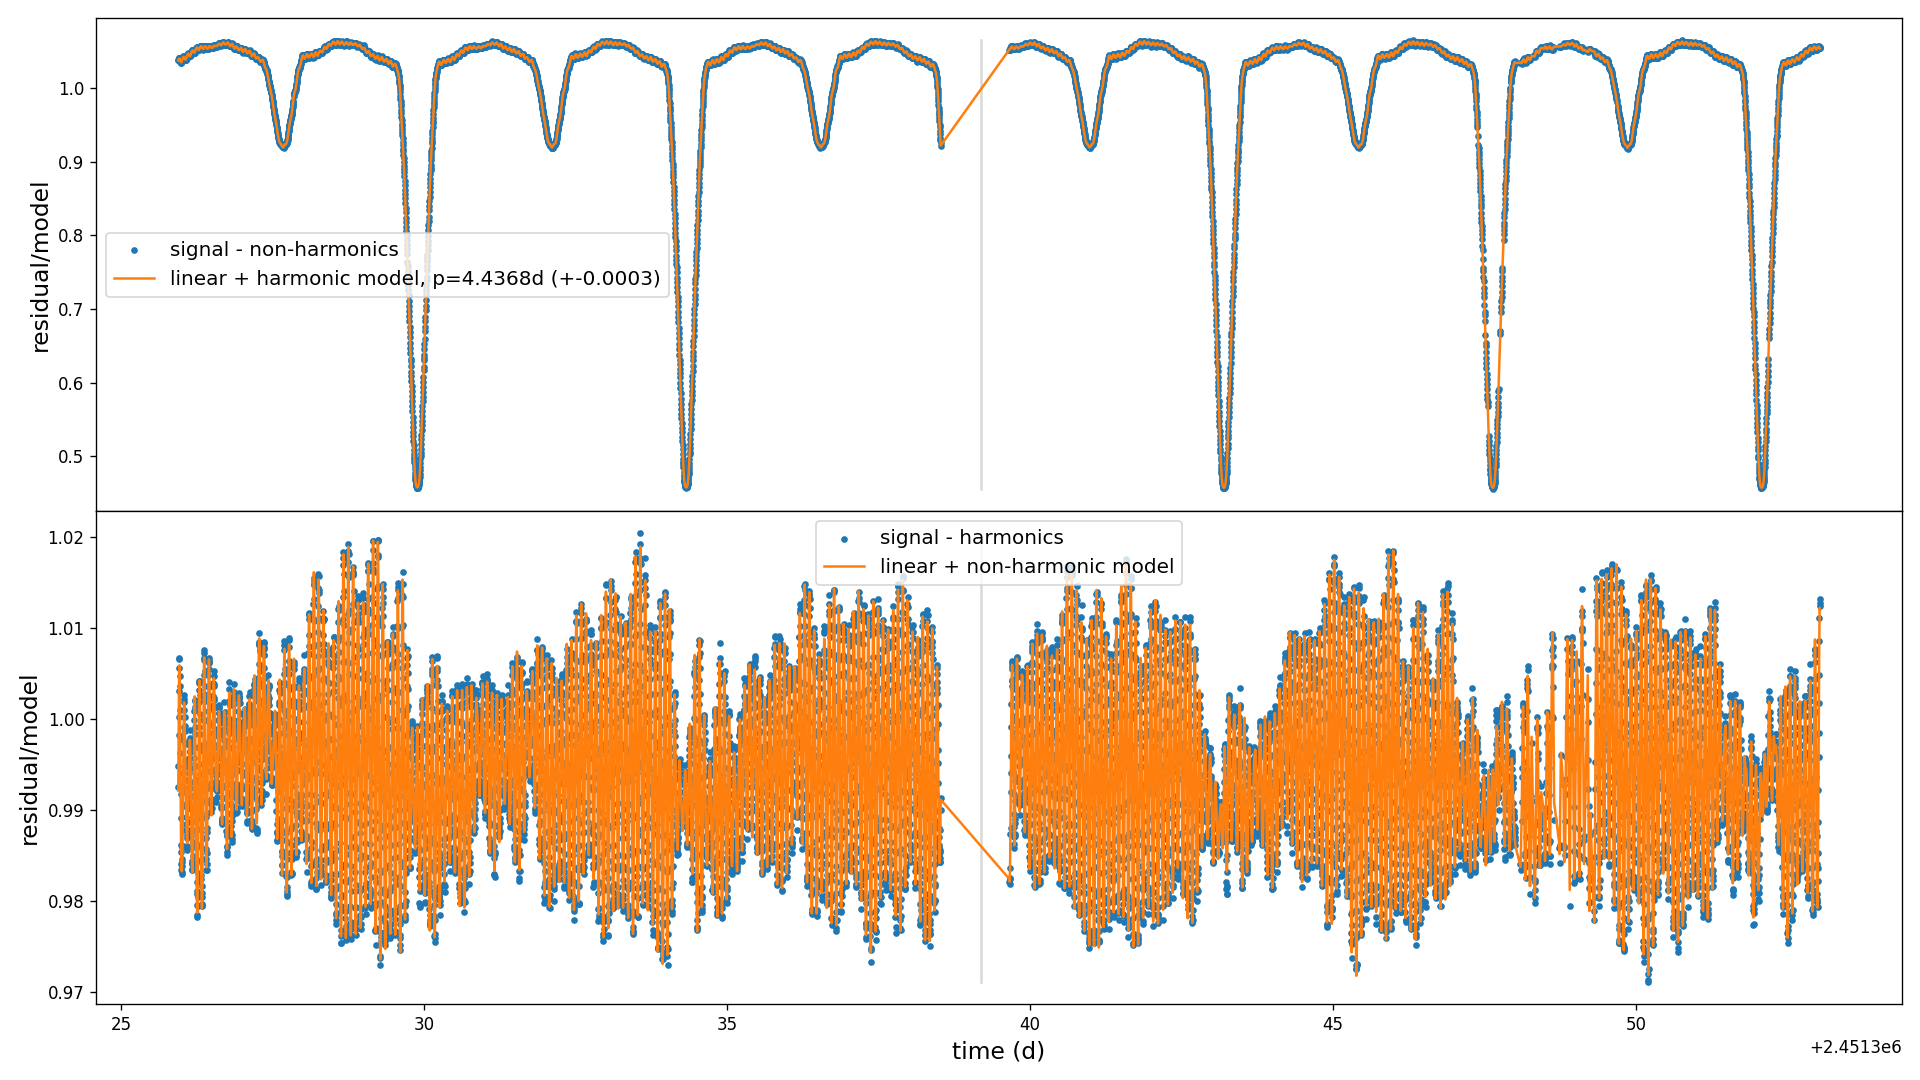 1.0
0.9
0.8
0.7
0.6
0.5
residual/model
signal - non-harmonics
linear + harmonic model, p=4.4368d (+-0.0003)
1.02
1.01
1.00
0.99
0.98
0.97
residual/model
signal - harmonics
linear + non-harmonic model
25 30 35 40 45 50
time (d)
+2.4513e6